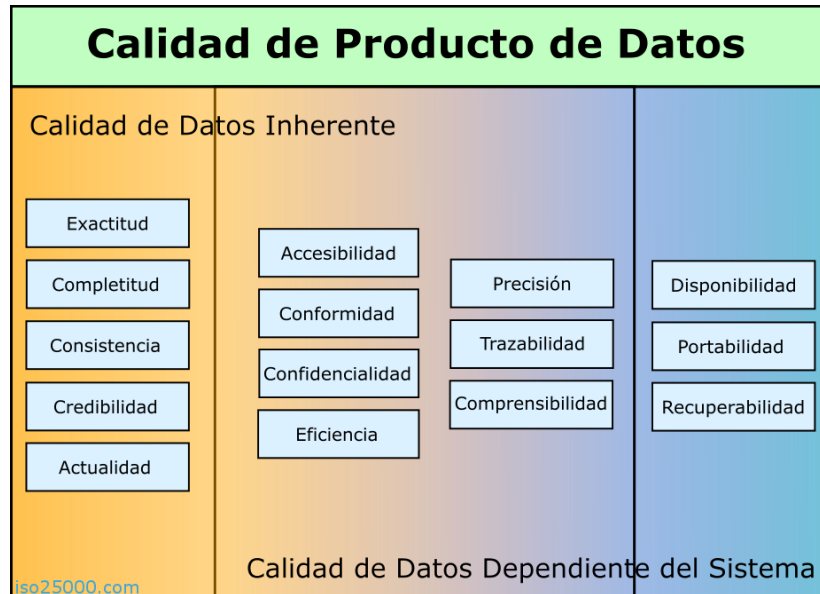 Calidad de Producto de Datos
Calidad de Datos Inherente
Exactitud
Completitud
Consistencia
Credibilidad
Actualidad
Accesibilidad
Conformidad
Confidencialidad
Eficiencia
Precisión
Trazabilidad
Comprensibilidad
Disponibilidad
Portabilidad
Recuperabilidad
Calidad de Datos Dependiente del Sistema
iso25000.com